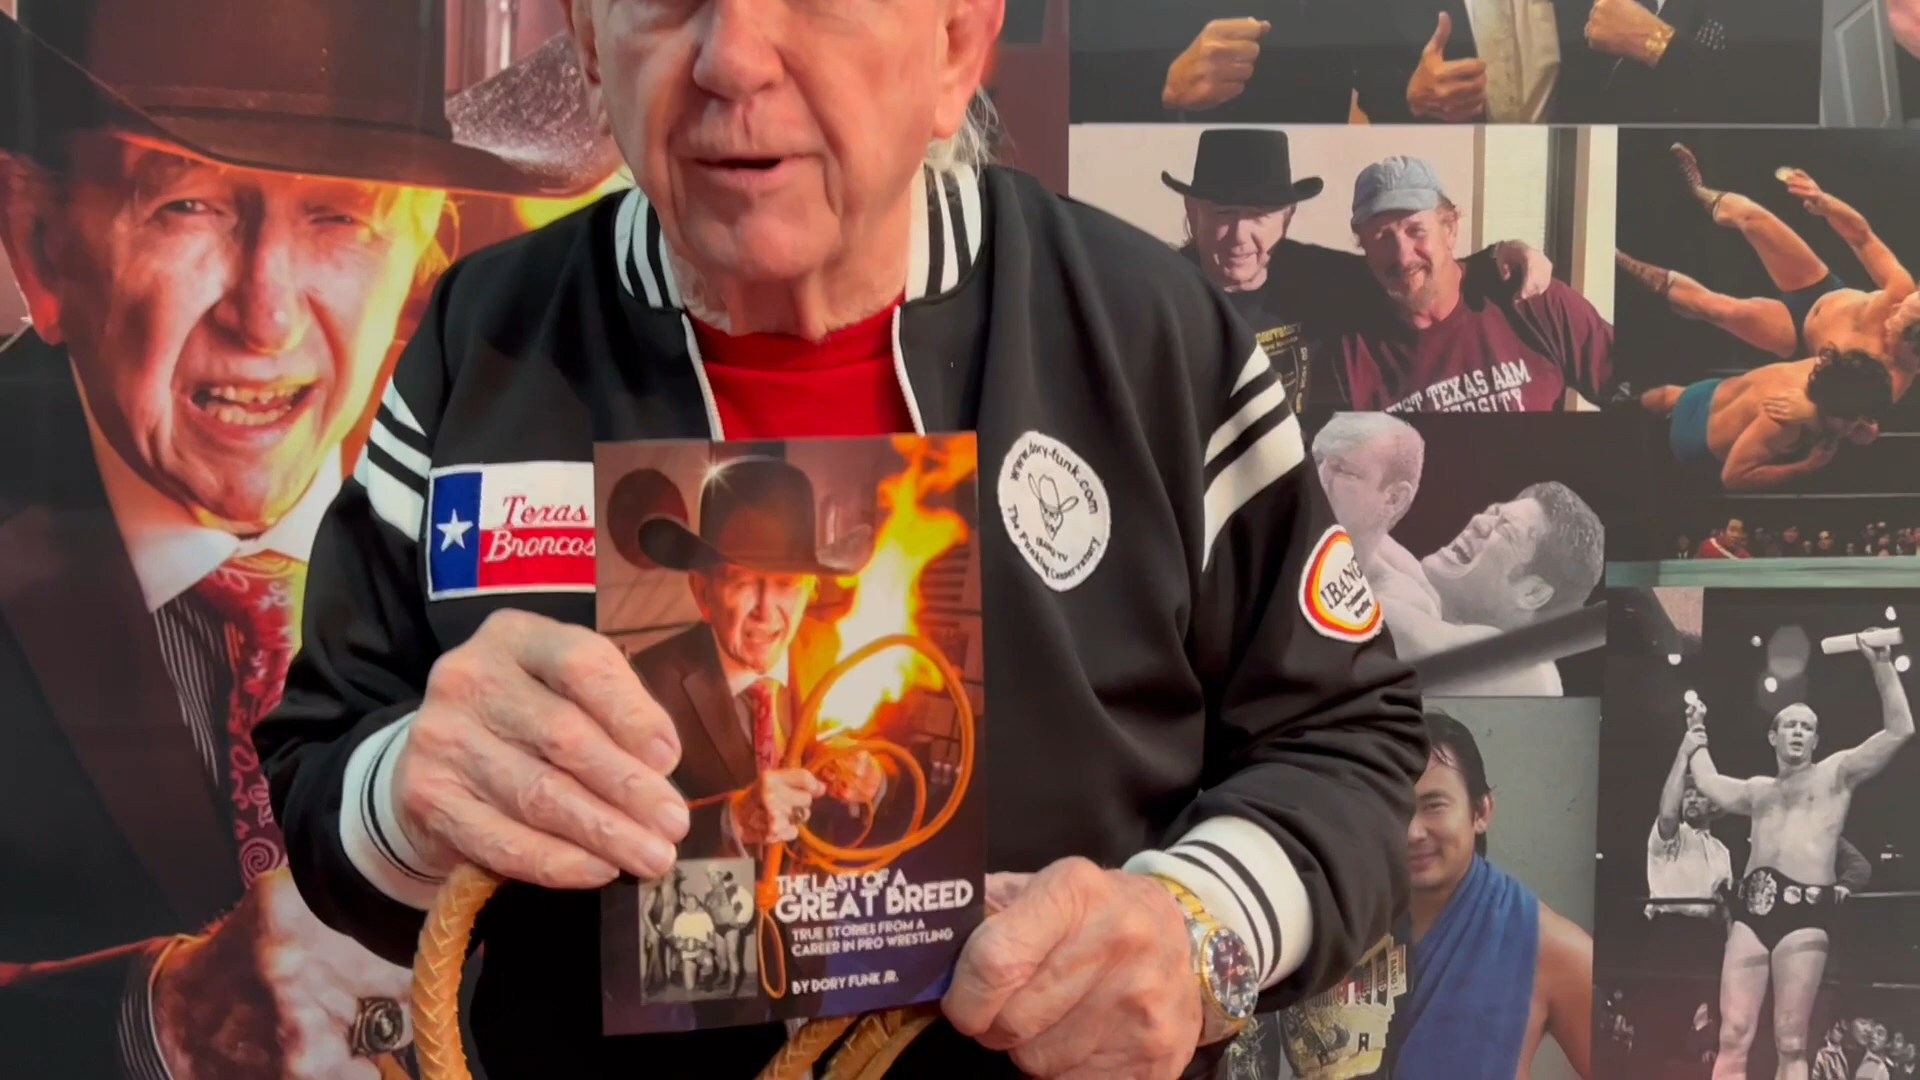 WEST TEXAS A&M
Texas
Broncos
www.dory-funk.com
The Funking Conservatory
THE LAST OF A
GREAT BREED
TRUE STORIES FROM A
CAREER IN PRO WRESTLING
BY DORY FUNK JR.